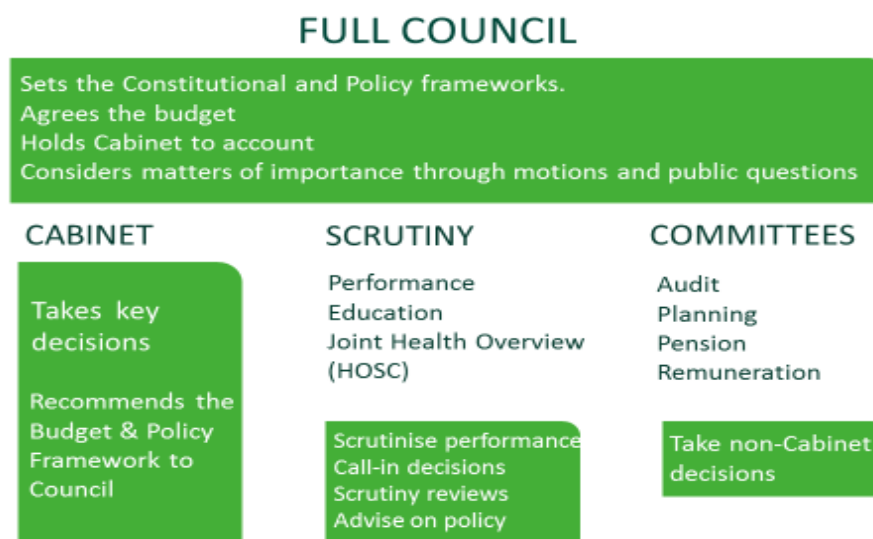 FULL COUNCIL
Sets the Constitutional and Policy frameworks.
Agrees the budget
Holds Cabinet to account
Considers matters of importance through motions and public questions
CABINET
Takes key
decisions
Recommends the
Budget & Policy
Framework to
Council
SCRUTINY
Performance
Education
Joint Health Overview
(HOSC)
Scrutinise performance
Call-in decisions
Scrutiny reviews
Advise on policy
COMMITTEES
Audit
Planning
Pension
Remuneration
Take non-Cabinet
decisions